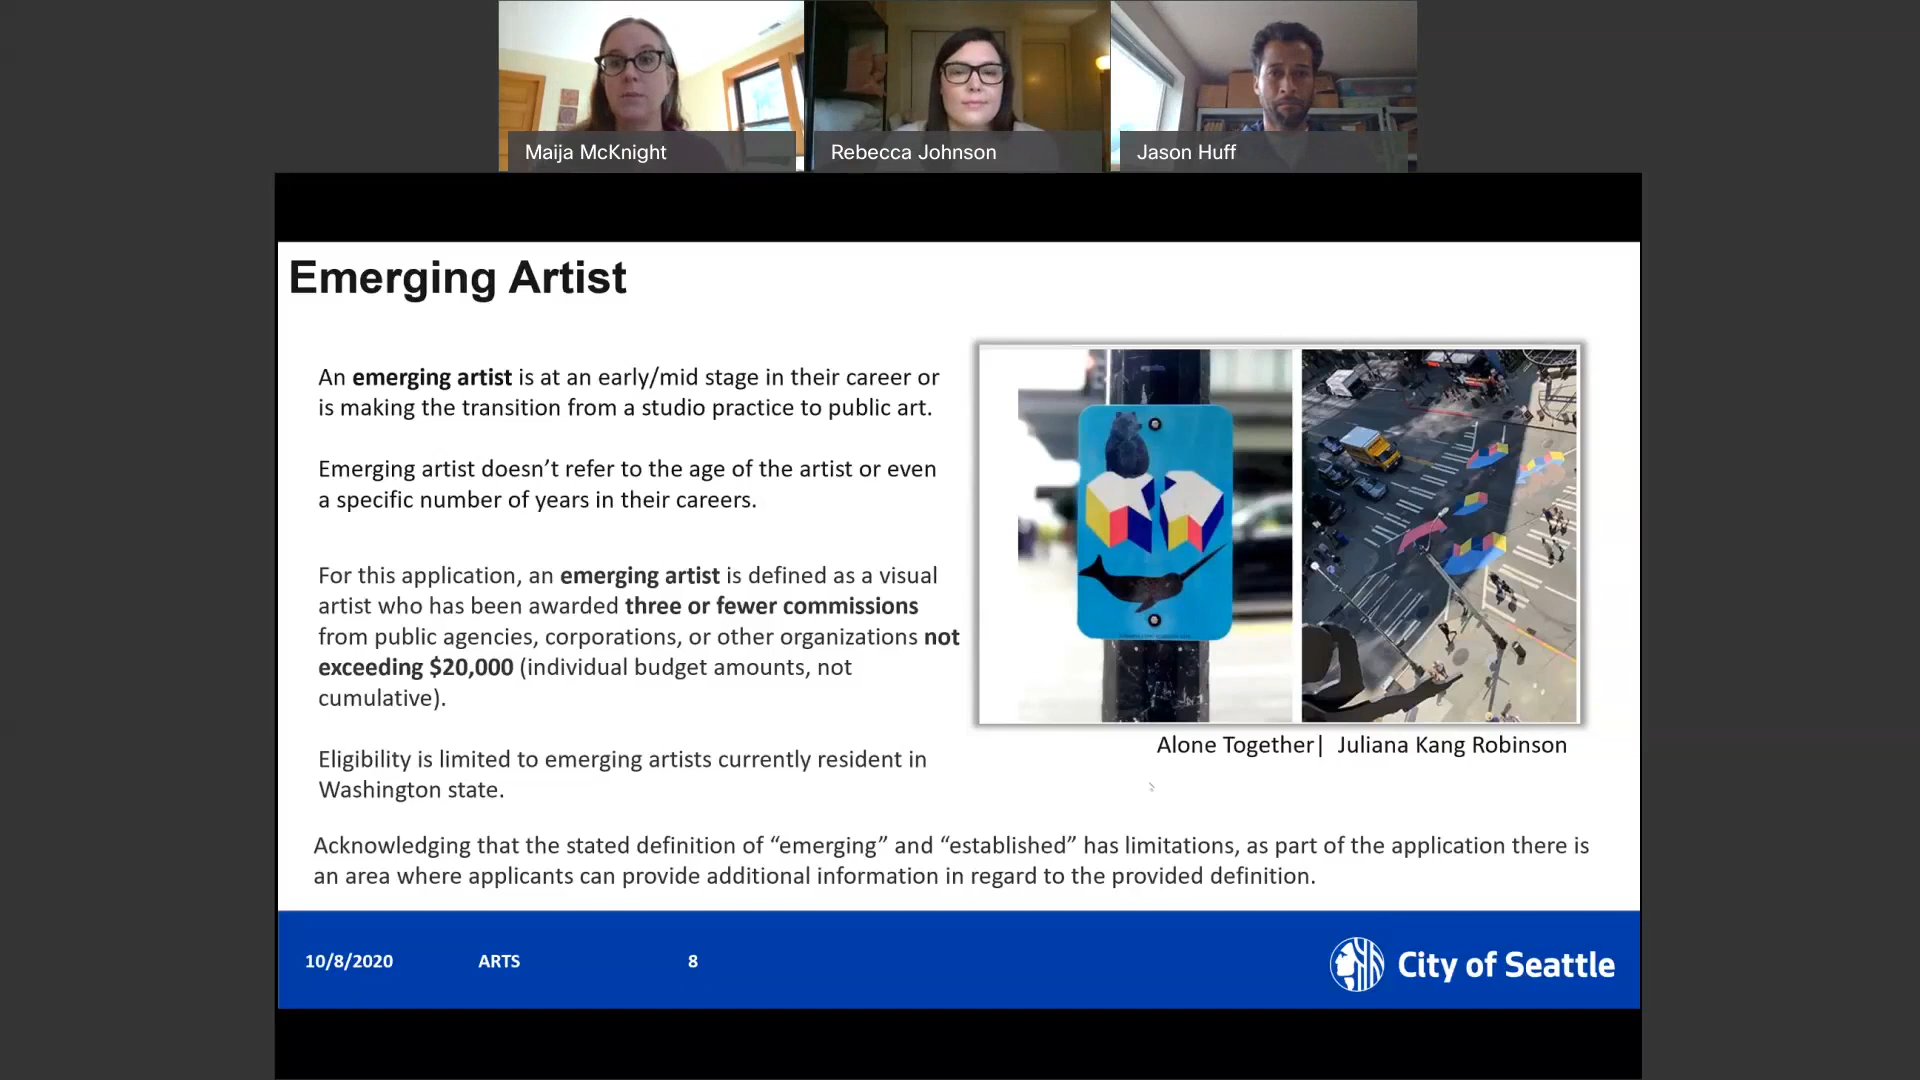 Maija McKnight
Rebecca Johnson
Jason Huff
Emerging Artist
An emerging artist is at an early/mid stage in their career or
is making the transition from a studio practice to public art.
Emerging artist doesn’t refer to the age of the artist or even
a specific number of years in their careers.
For this application, an emerging artist is defined as a visual
artist who has been awarded three or fewer commissions
from public agencies, corporations, or other organizations not
exceeding $20,000 (individual budget amounts, not
cumulative).
Eligibility is limited to emerging artists currently resident in
Washington state.
Alone Together| Juliana Kang Robinson
Acknowledging that the stated definition of “emerging” and “established” has limitations, as part of the application there is
an area where applicants can provide additional information in regard to the provided definition.
10/8/2020 ARTS 8
City of Seattle